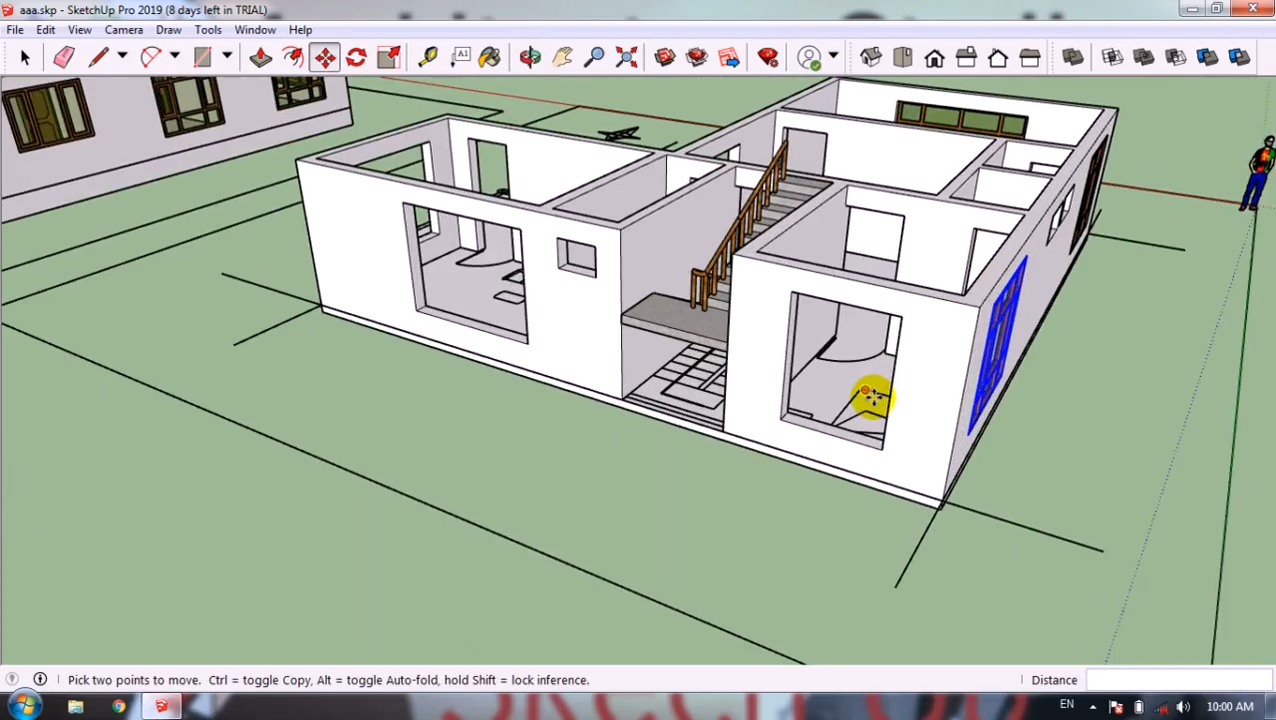 aaa.skp - SketchUp Pro 2019 (8 days left in TRIAL)
File Edit View Camera Draw Tools Window Help
A1
Pick two points to move. Ctrl = toggle Copy, Alt = toggle Auto-fold, hold Shift = lock inference.
Distance
EN
10:00 AM